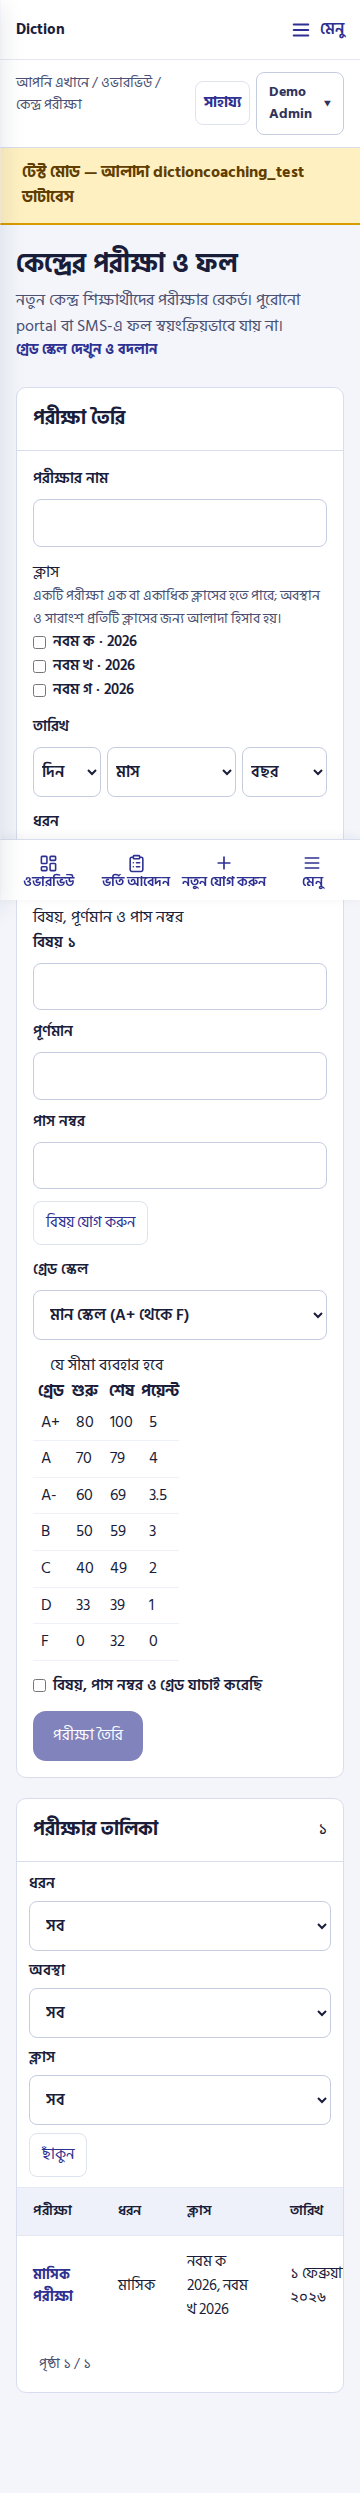 Diction
মেনু
আপনি এখানে / ওভারভিউ /
কেন্দ্র পরীক্ষা
সাহায্য
Demo
Admin
টেস্ট মোড — আলাদা dictioncoaching_test
ডাটাবেস
কেন্দ্রের পরীক্ষা ও ফল
নতুন কেন্দ্র শিক্ষার্থীদের পরীক্ষার রেকর্ড। পুরোনো
portal বা SMS-এ ফল স্বয়ংক্রিয়ভাবে যায় না।
গ্রেড স্কেল দেখুন ও বদলান
পরীক্ষা তৈরি
পরীক্ষার নাম
ক্লাস
একটি পরীক্ষা এক বা একাধিক ক্লাসের হতে পারে; অবস্থান
ও সারাংশ প্রতিটি ক্লাসের জন্য আলাদা হিসাব হয়।
নবম ক · 2026
নবম খ · 2026
নবম গ · 2026
তারিখ
দিন
মাস
বছর
ধরন
ওভারভিউ
ভর্তি আবেদন
নতুন যোগ করুন
মেনু
বিষয়, পূর্ণমান ও পাস নম্বর
বিষয় ১
পূর্ণমান
পাস নম্বর
বিষয় যোগ করুন
গ্রেড স্কেল
মান স্কেল (A+ থেকে F)
যে সীমা ব্যবহার হবে
গ্রেড শুরু শেষ পয়েন্ট
A+ 80 100 5
A 70 79 4
A- 60 69 3.5
B 50 59 3
C 40 49 2
D 33 39 1
F 0 32 0
বিষয়, পাস নম্বর ও গ্রেড যাচাই করেছি
পরীক্ষা তৈরি
পরীক্ষার তালিকা
১
ধরন
সব
অবস্থা
সব
ক্লাস
সব
ছাঁকুন
পরীক্ষা ধরন ক্লাস তারিখ
মাসিক
পরীক্ষা
মাসিক
নবম ক
2026, নবম
খ 2026
১ ফেব্রুয়া
২০২৬
পৃষ্ঠা ১ / ১